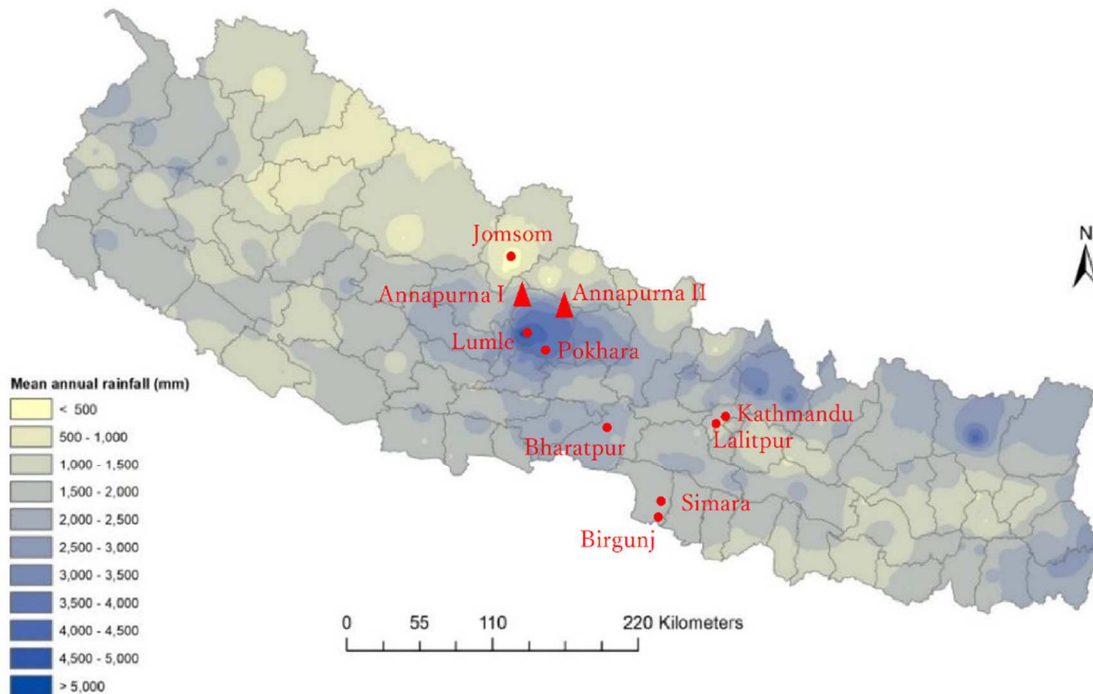 N
Jomsom
Annapurna I
Annapurna II
Lumle
Pokhara
Kathmandu
Lalitpur
Bharatpur
Simara
Birgunj
Mean annual rainfall (mm)
< 500
500 - 1,000
1,000 - 1,500
1,500 - 2,000
2,000 - 2,500
2,500 - 3,000
3,000 - 3,500
3,500 - 4,000
4,000 - 4,500
4,500 - 5,000
> 5,000
0 55 110 220 Kilometers